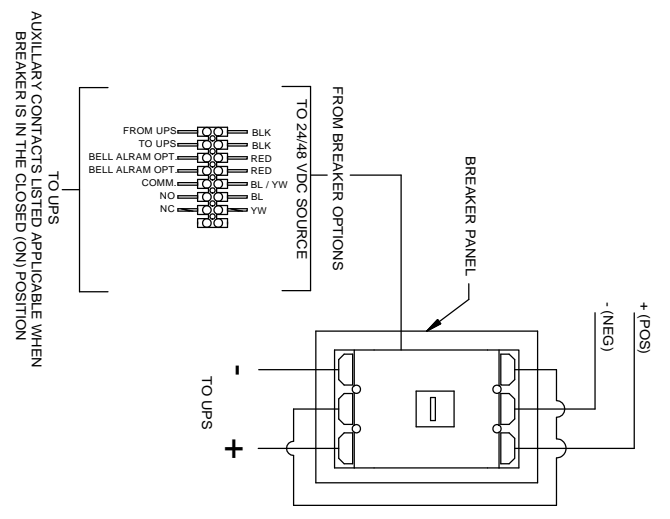 AUXILLARY CONTACTS LISTED APPLICABLE WHEN
BREAKER IS IN THE CLOSED (ON) POSITION
TO UPS
FROM UPS
TO UPS
BELL ALRAM OPT.
BELL ALRAM OPT.
COMM.
NO
NC
BLK
BLK
RED
RED
BL / YW
BL
YW
TO 24/48 VDC SOURCE
FROM BREAKER OPTIONS
BREAKER PANEL
- (NEG)
+ (POS)
-
TO UPS
+